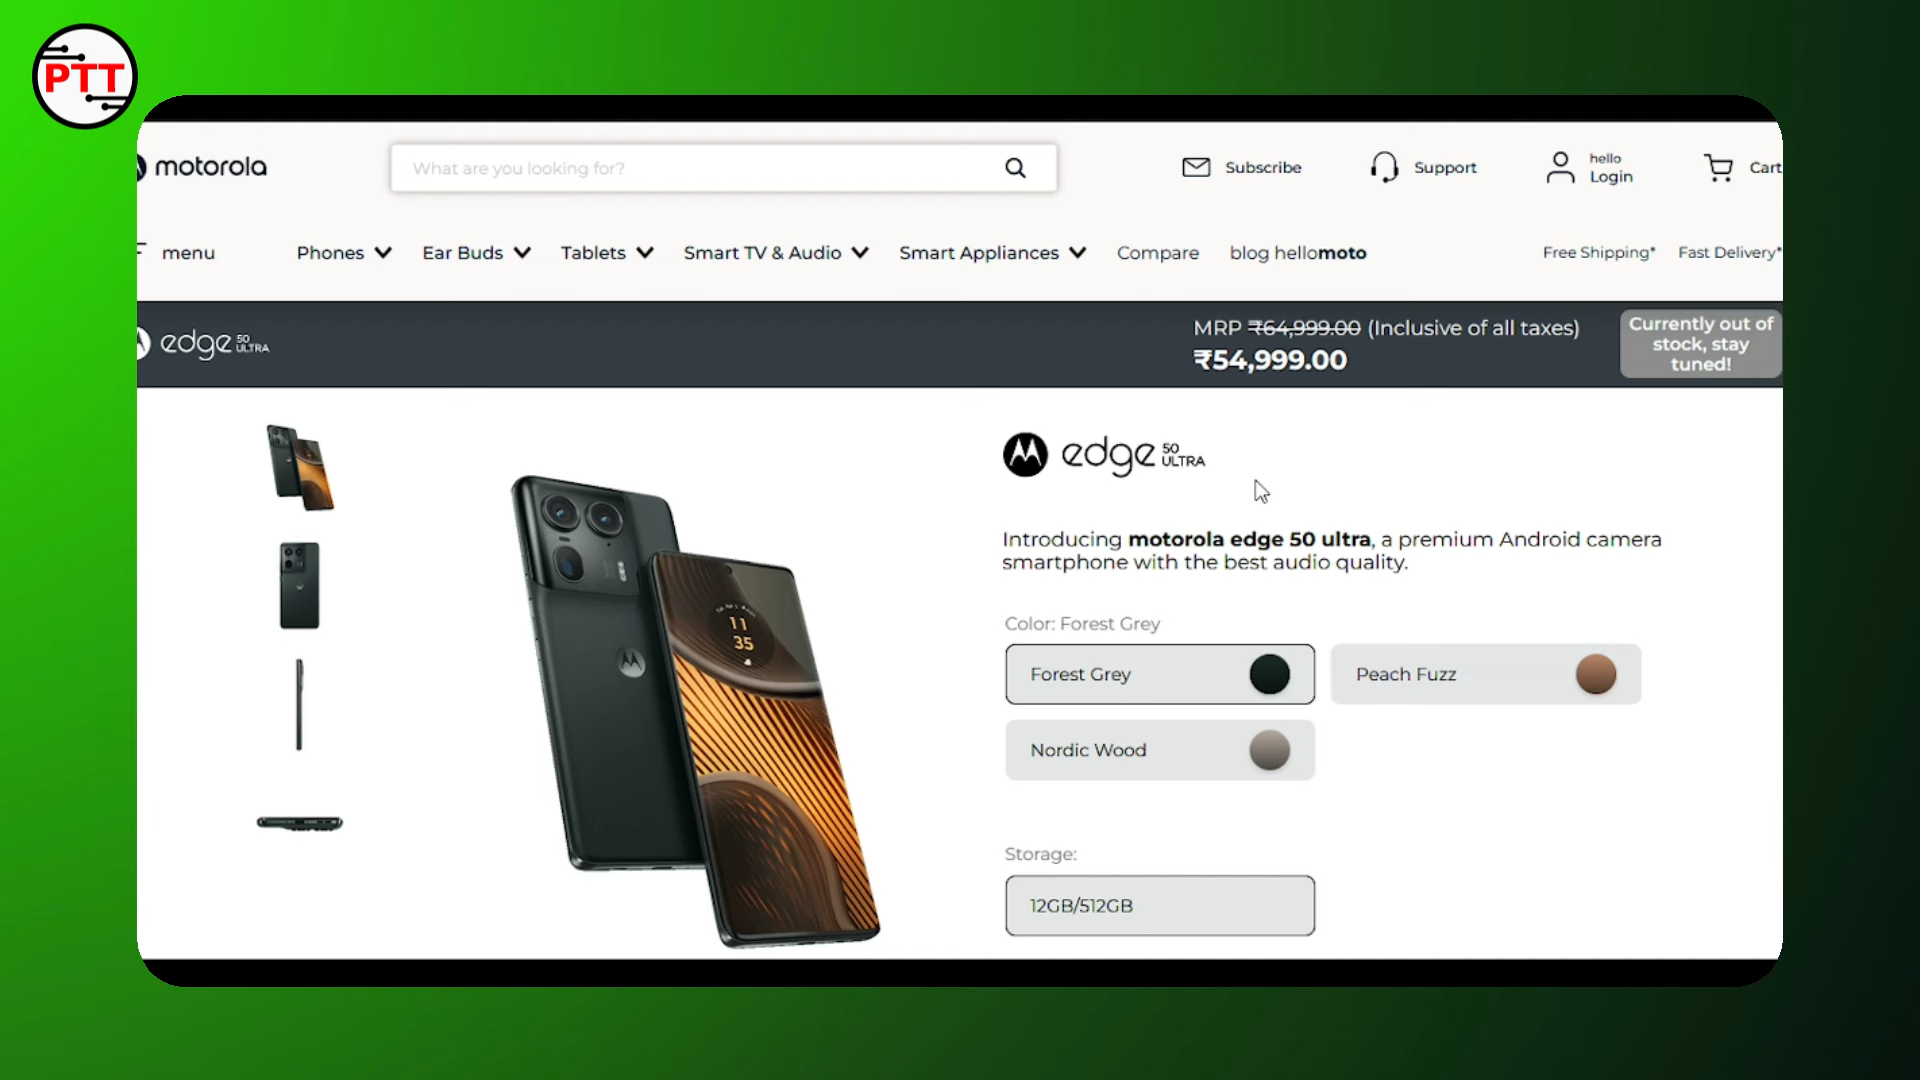 PTT
motorola
What are you looking for?
Subscribe
Support
hello
Login
Cart
menu
Phones
Ear Buds
Tablets
Smart TV & Audio
Smart Appliances
Compare
blog hellomoto
Free Shipping*
Fast Delivery*
edge 50 ULTRA
MRP ₹64,999.00 (Inclusive of all taxes)
₹54,999.00
Currently out of
stock, stay
tuned!
edge 50 ULTRA
Introducing motorola edge 50 ultra, a premium Android camera
smartphone with the best audio quality.
Color: Forest Grey
Forest Grey
Peach Fuzz
Nordic Wood
Storage:
12GB/512GB
11
35